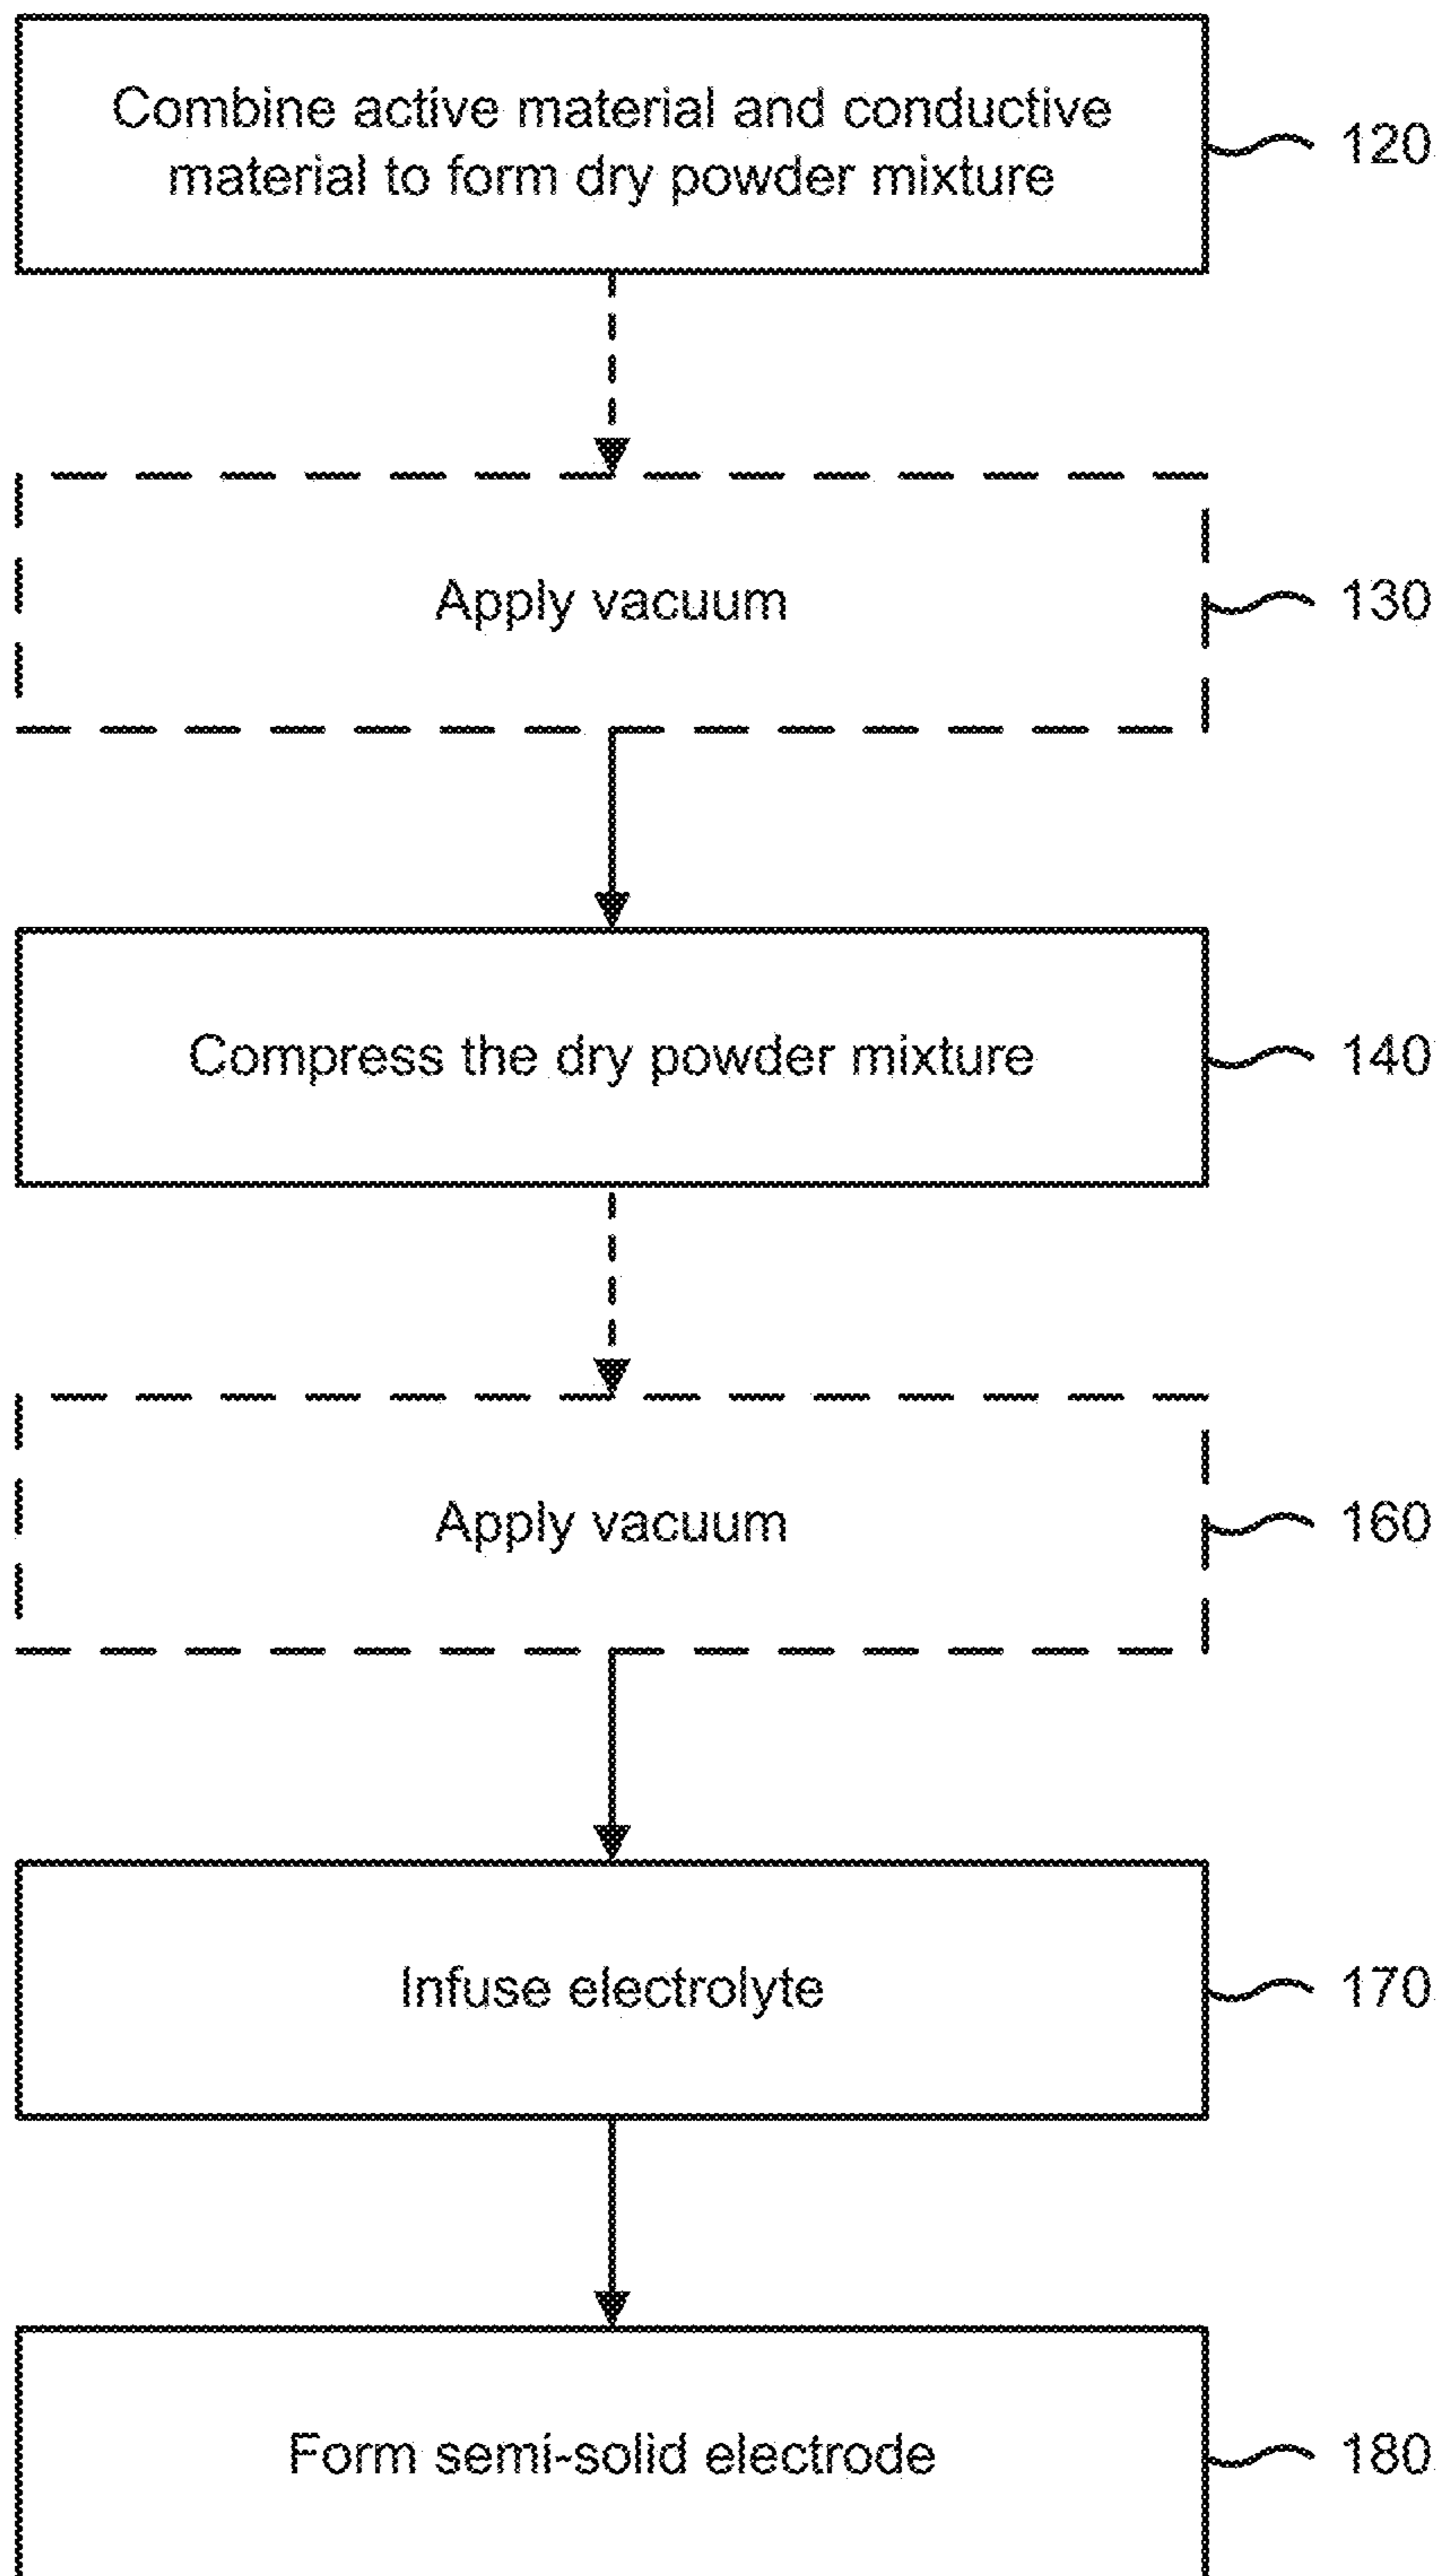 Combine active material and conductive
material to form dry powder mixture
120
Apply vacuum
130
Compress the dry powder mixture
140
Apply vacuum
160
Infuse electrolyte
170
Form semi-solid electrode
180